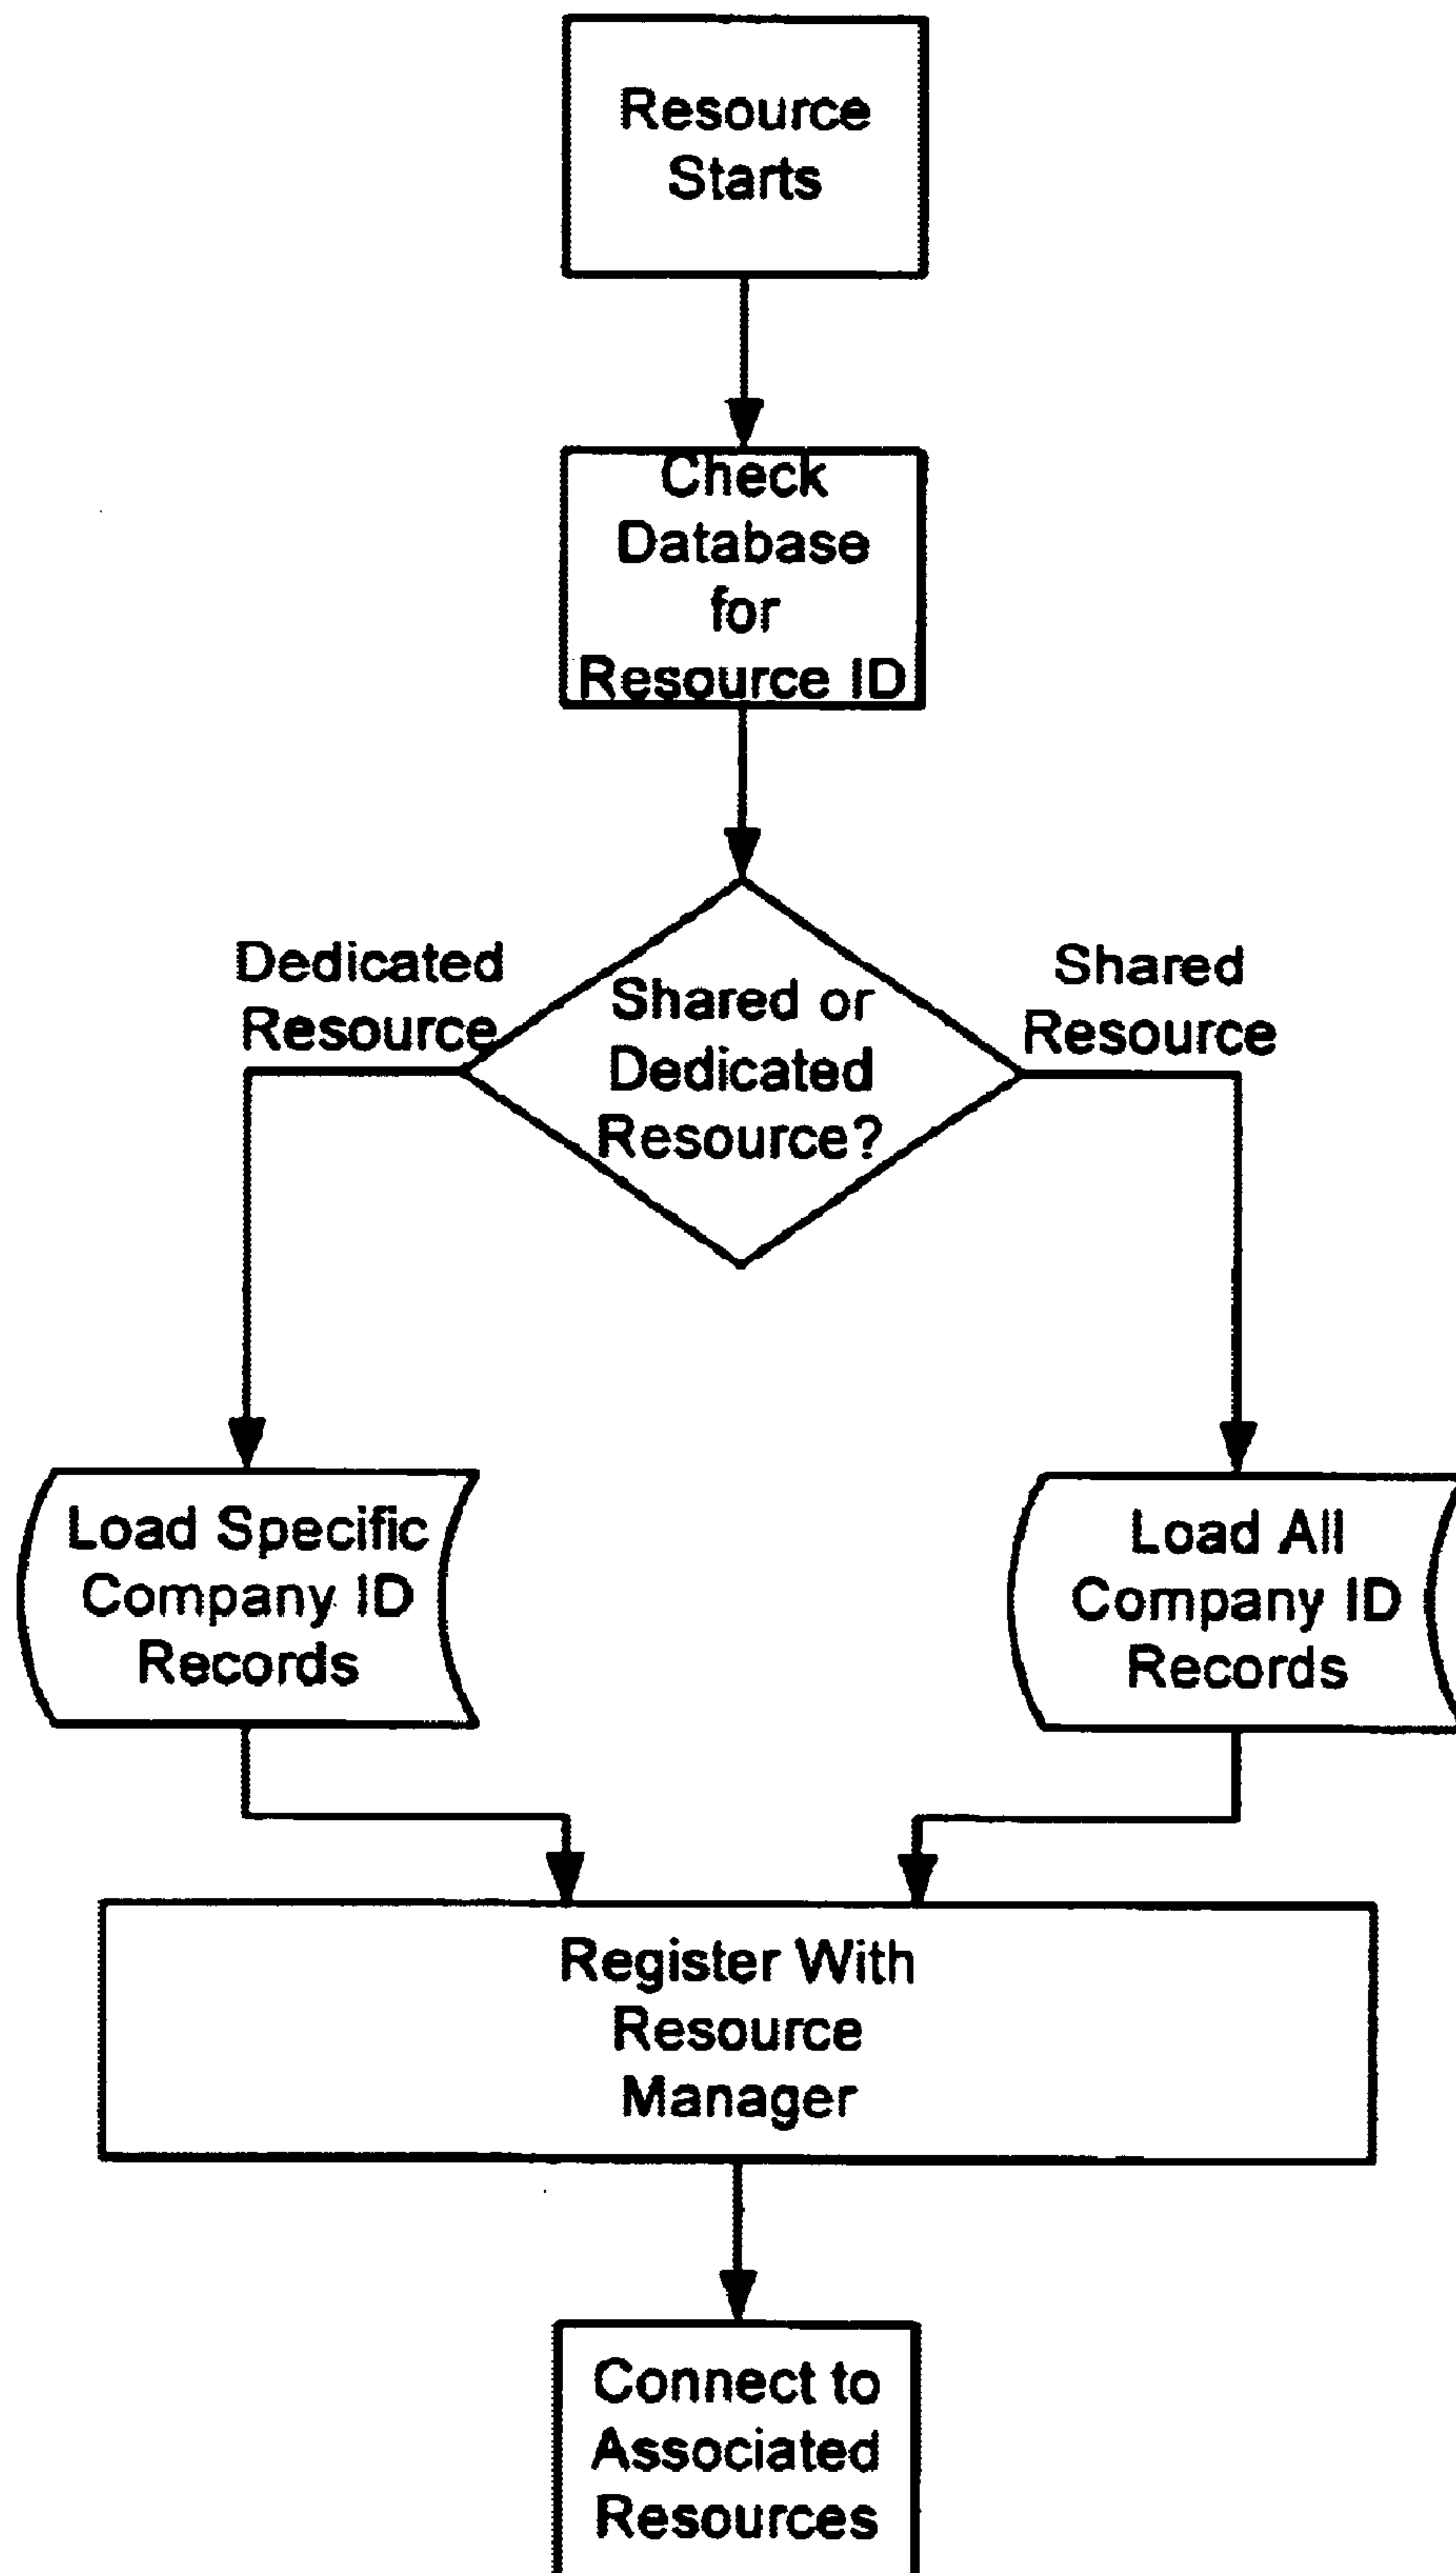 Resource
Starts
Check
Database
for
Resource ID
Dedicated
Resource
Shared or
Dedicated
Resource?
Shared
Resource
Load Specific
Company ID
Records
Load All
Company ID
Records
Register With
Resource
Manager
Connect to
Associated
Resources